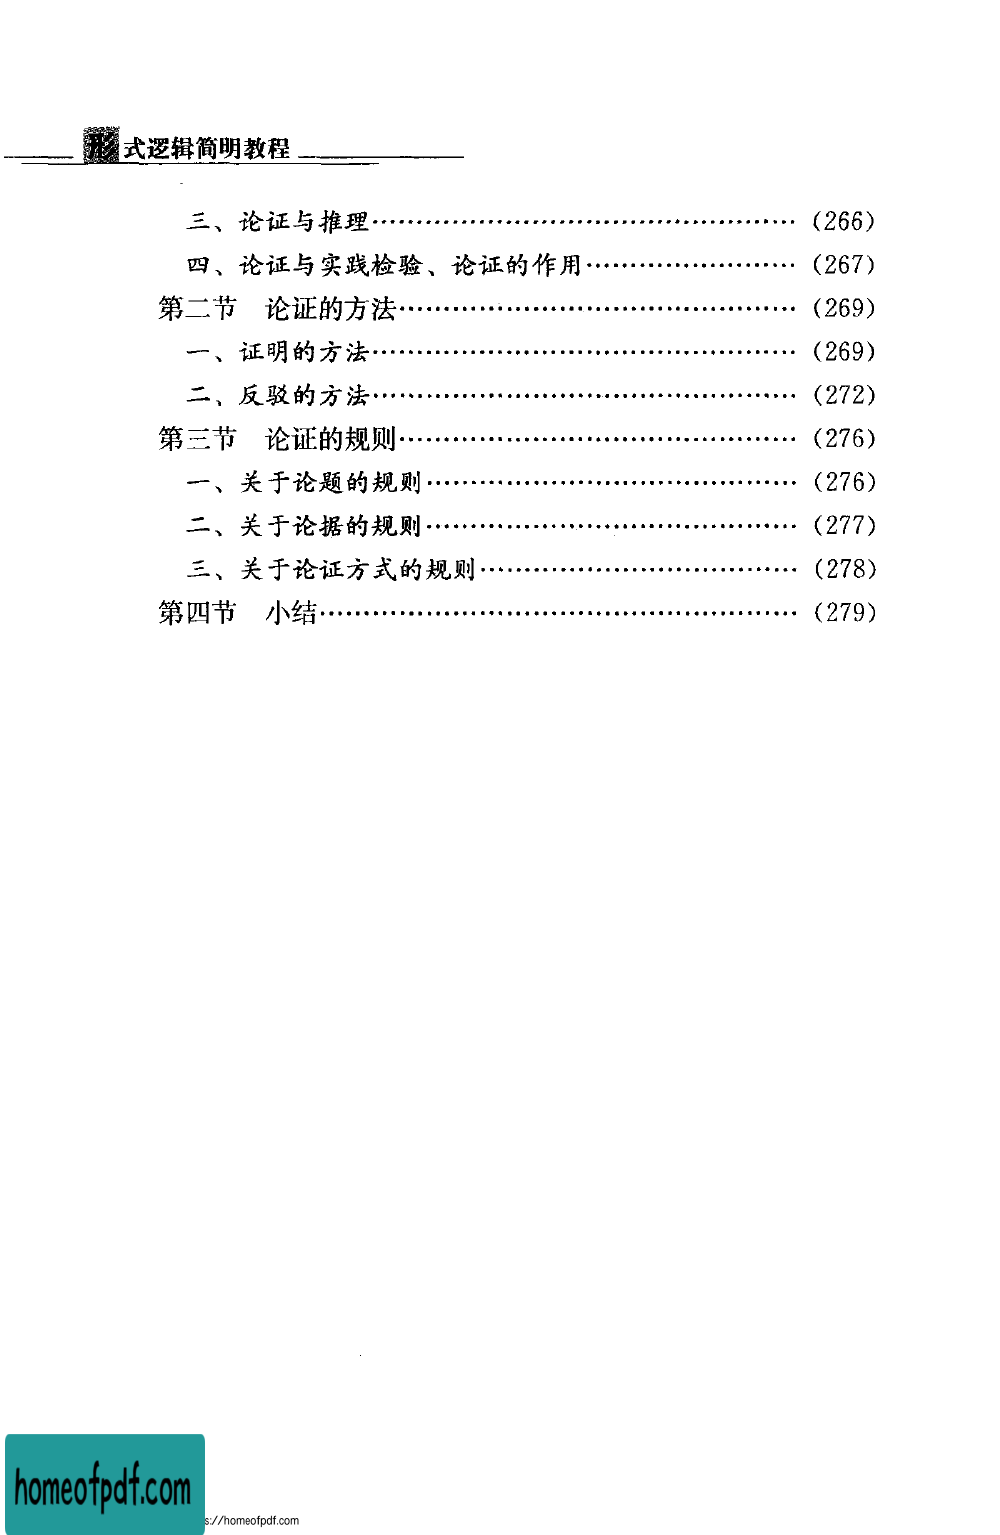 形式逻辑简明教程
三、论证与推理……………………………………… (266)
四、论证与实践检验、论证的作用…………………… (267)
第二节 论证的方法……………………………………… (269)
一、证明的方法……………………………………… (269)
二、反驳的方法……………………………………… (272)
第三节 论证的规则……………………………………… (276)
一、关于论题的规则………………………………… (276)
二、关于论据的规则………………………………… (277)
三、关于论证方式的规则…………………………… (278)
第四节 小结……………………………………………… (279)
homeofpdf.com
s://homeofpdf.com